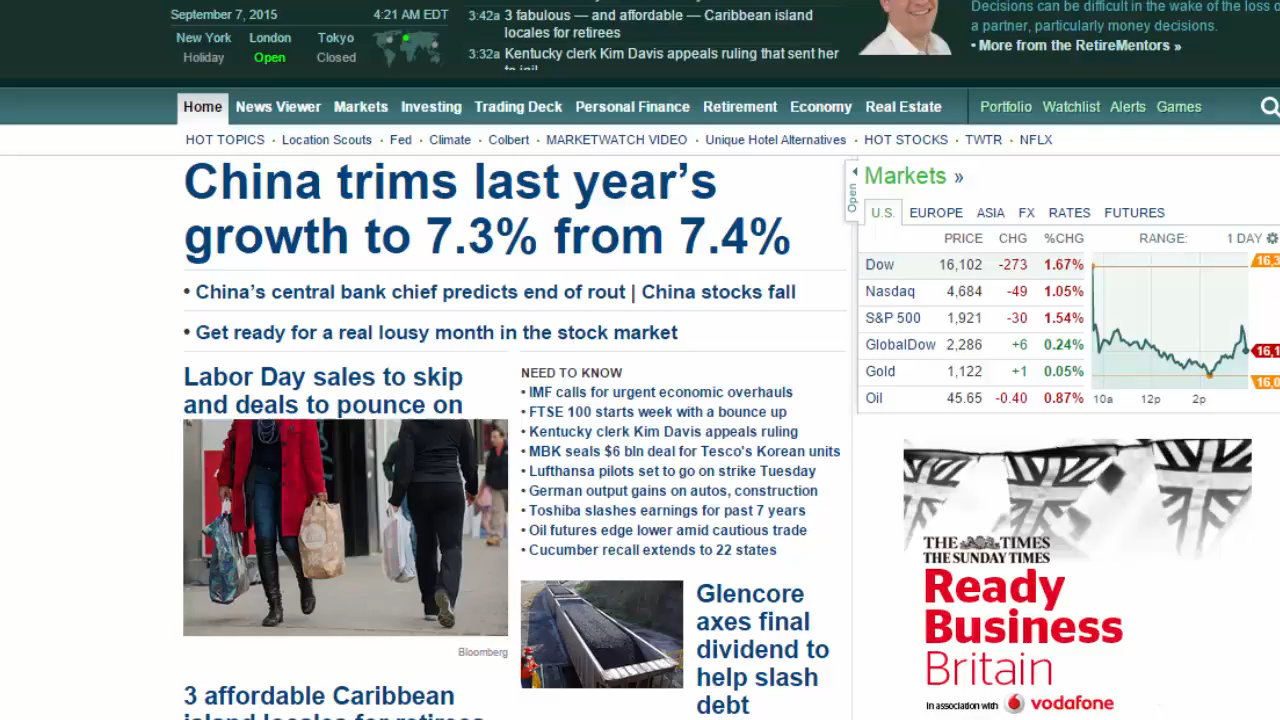 September 7, 2015 4:21 AM EDT
New York London Tokyo
Holiday Open Closed
3:42a 3 fabulous — and affordable — Caribbean island
locales for retirees
3:32a Kentucky clerk Kim Davis appeals ruling that sent her
to jail
Decisions can be difficult in the wake of the loss
a partner, particularly money decisions.
• More from the RetireMentors »
Home News Viewer Markets Investing Trading Deck Personal Finance Retirement Economy Real Estate Portfolio Watchlist Alerts Games
HOT TOPICS · Location Scouts · Fed · Climate · Colbert · MARKETWATCH VIDEO · Unique Hotel Alternatives · HOT STOCKS · TWTR · NFLX
China trims last year’s
growth to 7.3% from 7.4%
• China’s central bank chief predicts end of rout | China stocks fall
• Get ready for a real lousy month in the stock market
Labor Day sales to skip
and deals to pounce on
Bloomberg
3 affordable Caribbean
island locales for retirees
NEED TO KNOW
• IMF calls for urgent economic overhauls
• FTSE 100 starts week with a bounce up
• Kentucky clerk Kim Davis appeals ruling
• MBK seals $6 bln deal for Tesco's Korean units
• Lufthansa pilots set to go on strike Tuesday
• German output gains on autos, construction
• Toshiba slashes earnings for past 7 years
• Oil futures edge lower amid cautious trade
• Cucumber recall extends to 22 states
Glencore
axes final
dividend to
help slash
debt
Open
Markets »
U.S. EUROPE ASIA FX RATES FUTURES
PRICE CHG %CHG RANGE: 1 DAY
Dow 16,102 -273 1.67%
Nasdaq 4,684 -49 1.05%
S&P 500 1,921 -30 1.54%
GlobalDow 2,286 +6 0.24%
Gold 1,122 +1 0.05%
Oil 45.65 -0.40 0.87%
16,3
16,1
16,0
10a 12p 2p
THE TIMES
THE SUNDAY TIMES
Ready
Business
Britain
In association with vodafone